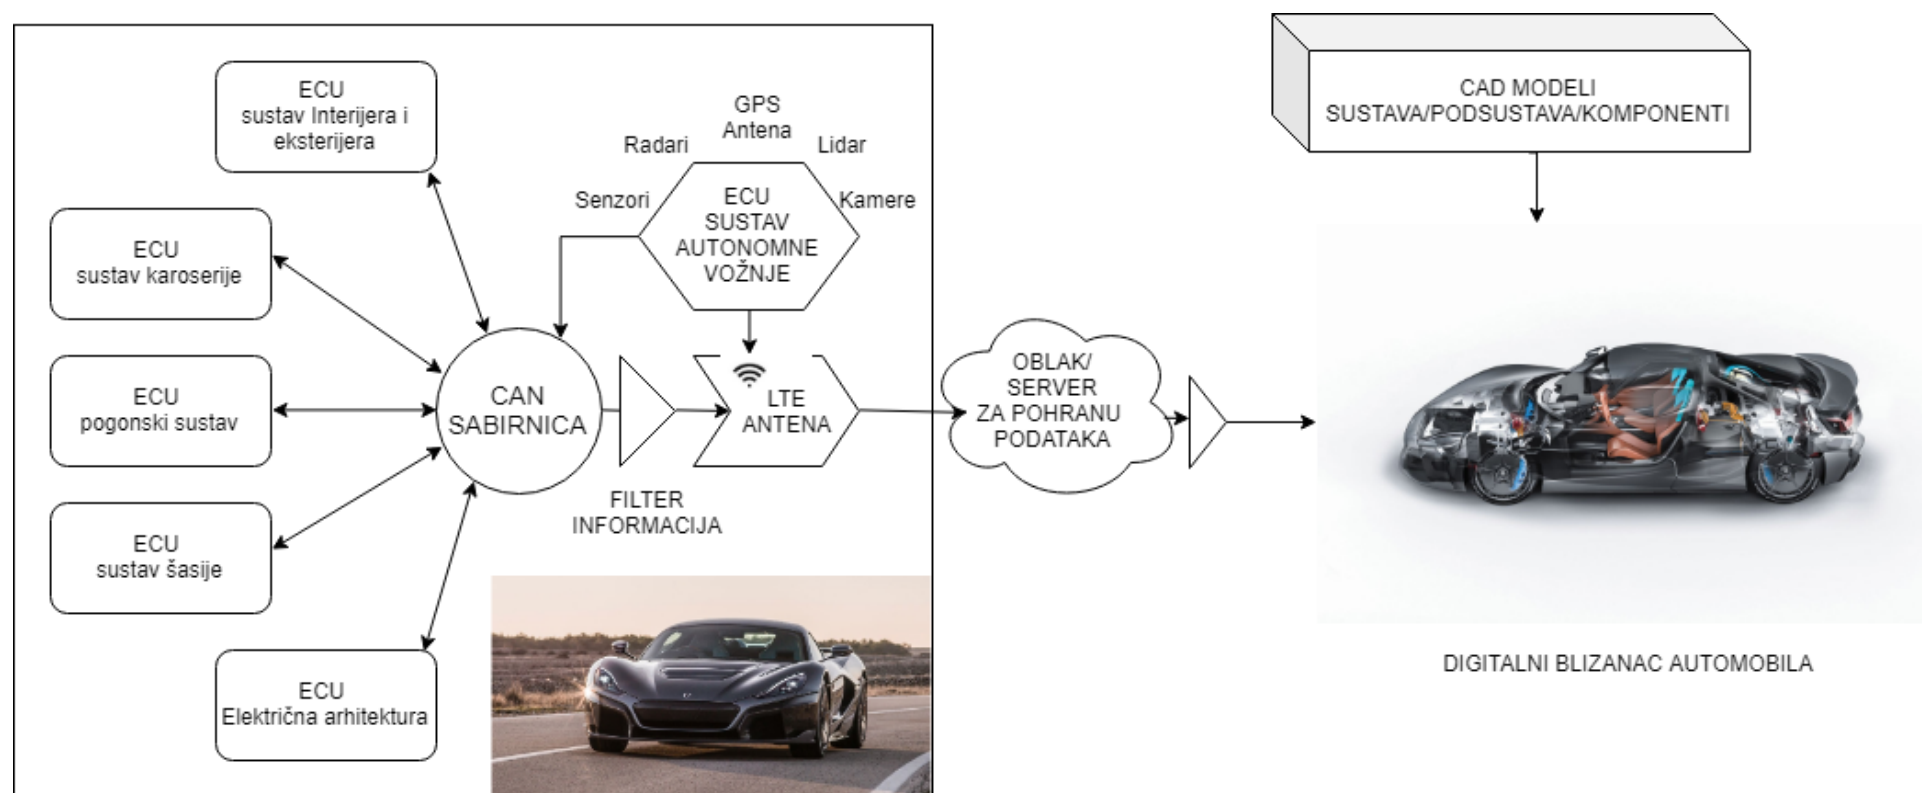 ECU
sustav Interijera i
eksterijera
ECU
sustav karoserije
ECU
pogonski sustav
ECU
sustav šasije
ECU
Električna arhitektura
CAN
SABIRNICA
GPS
Antena
Radari
Lidar
Senzori
Kamere
ECU
SUSTAV
AUTONOMNE
VOŽNJE
LTE
ANTENA
FILTER
INFORMACIJA
OBLAK/
SERVER
ZA POHRANU
PODATAKA
CAD MODELI
SUSTAVA/PODSUSTAVA/KOMPONENTI
DIGITALNI BLIZANAC AUTOMOBILA